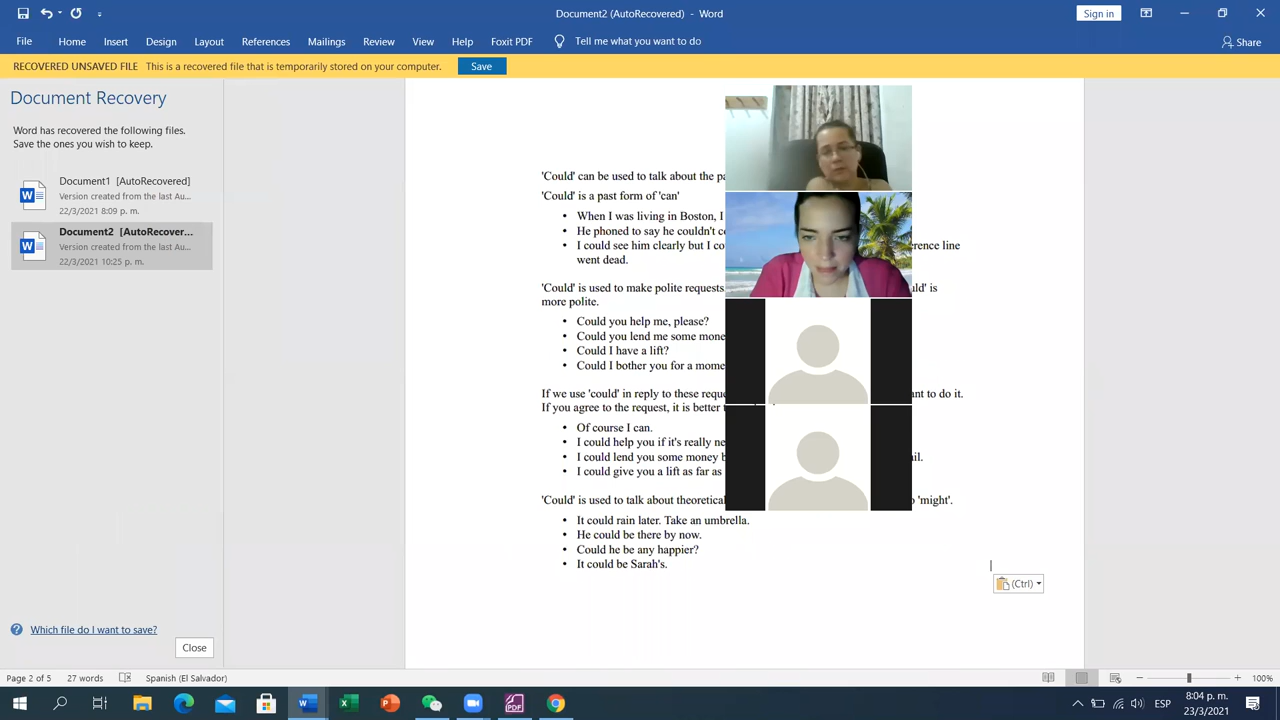 Document2 (AutoRecovered) - Word
Sign in
File Home Insert Design Layout References Mailings Review View Help Foxit PDF Tell me what you want to do
Share
RECOVERED UNSAVED FILE This is a recovered file that is temporarily stored on your computer. Save
Document Recovery
Word has recovered the following files.
Save the ones you wish to keep.
Document1 [AutoRecovered]
Version created from the last Au...
22/3/2021 8:09 p. m.
Document2 [AutoRecover...
Version created from the last Au...
22/3/2021 10:25 p. m.
Which file do I want to save?
Close
'Could' can be used to talk about the
'Could' is a past form of 'can'
• When I was living in Boston, I
• He phoned to say he couldn't
• I could see him clearly but I line
went dead.
'Could' is used to make polite requests is
more polite.
• Could you help me, please?
• Could you lend me some
• Could I have a lift?
• Could I bother you for a
If we use 'could' in reply to these to do it.
If you agree to the request, it is better
• Of course I can.
• I could help you if it's really
• I could lend you some money
• I could give you a lift as far as
'Could' is used to talk about 'might'.
• It could rain later. Take an umbrella.
• He could be there by now.
• Could he be any happier?
• It could be Sarah's.
(Ctrl)
Page 2 of 5 27 words Spanish (El Salvador) 100%
ESP
8:04 p. m.
23/3/2021